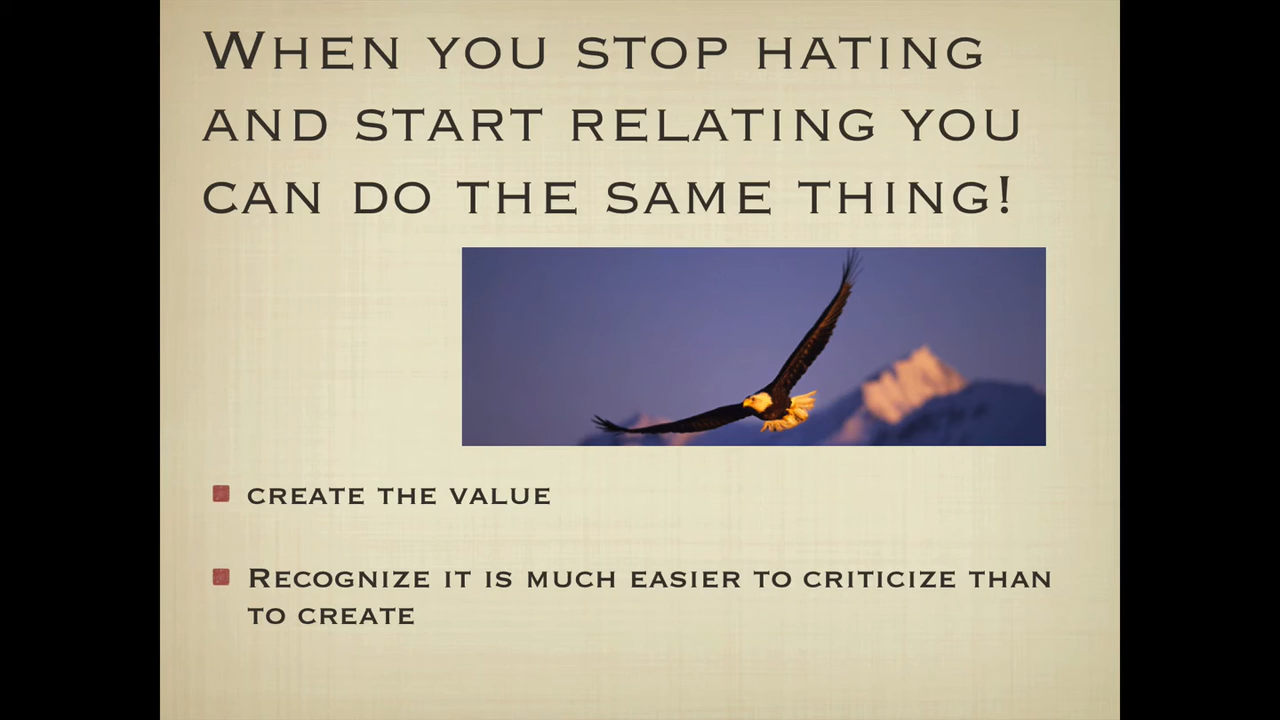 When you stop hating
and start relating you
can do the same thing!
create the value
Recognize it is much easier to criticize than
to create